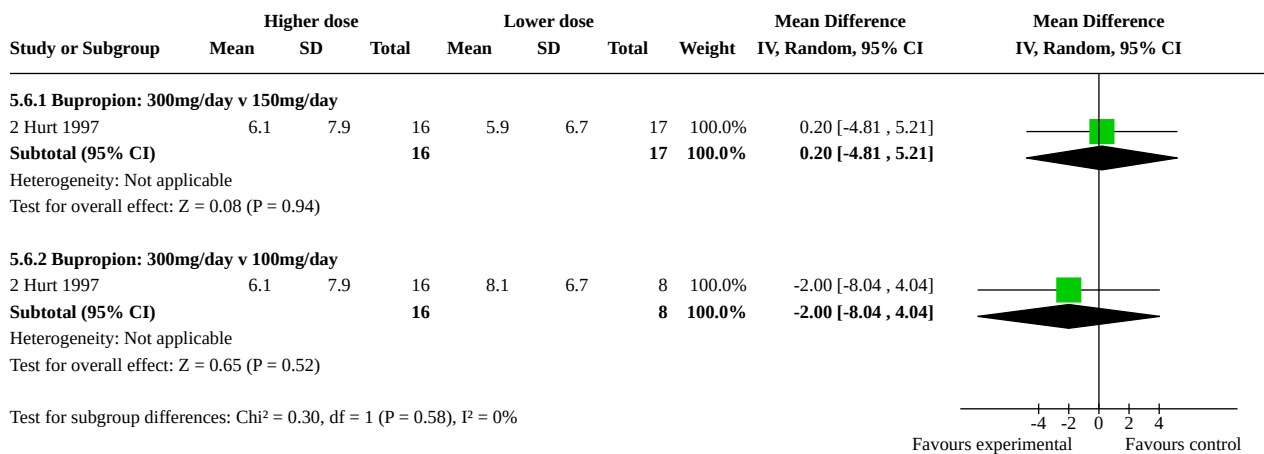 Higher dose Lower dose Mean Difference Mean Difference
Study or Subgroup Mean SD Total Mean SD Total Weight IV, Random, 95% CI IV, Random, 95% CI
5.6.1 Bupropion: 300mg/day v 150mg/day
2 Hurt 1997 6.1 7.9 16 5.9 6.7 17 100.0% 0.20 [-4.81 , 5.21]
Subtotal (95% CI) 16 17 100.0% 0.20 [-4.81 , 5.21]
Heterogeneity: Not applicable
Test for overall effect: Z = 0.08 (P = 0.94)
5.6.2 Bupropion: 300mg/day v 100mg/day
2 Hurt 1997 6.1 7.9 16 8.1 6.7 8 100.0% -2.00 [-8.04 , 4.04]
Subtotal (95% CI) 16 8 100.0% -2.00 [-8.04 , 4.04]
Heterogeneity: Not applicable
Test for overall effect: Z = 0.65 (P = 0.52)
Test for subgroup differences: Chi² = 0.30, df = 1 (P = 0.58), I² = 0%
-4 -2 0 2 4
Favours experimental Favours control